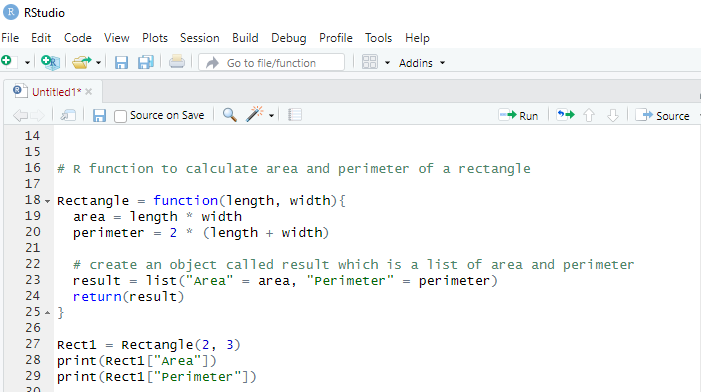 RStudio
File Edit Code View Plots Session Build Debug Profile Tools Help
Go to file/function Addins
Untitled1*
Source on Save Run Source
14
15
16 # R function to calculate area and perimeter of a rectangle
17
18 Rectangle = function(length, width){
19 area = length * width
20 perimeter = 2 * (length + width)
21
22 # create an object called result which is a list of area and perimeter
23 result = list("Area" = area, "Perimeter" = perimeter)
24 return(result)
25 }
26
27 Rect1 = Rectangle(2, 3)
28 print(Rect1["Area"])
29 print(Rect1["Perimeter"])